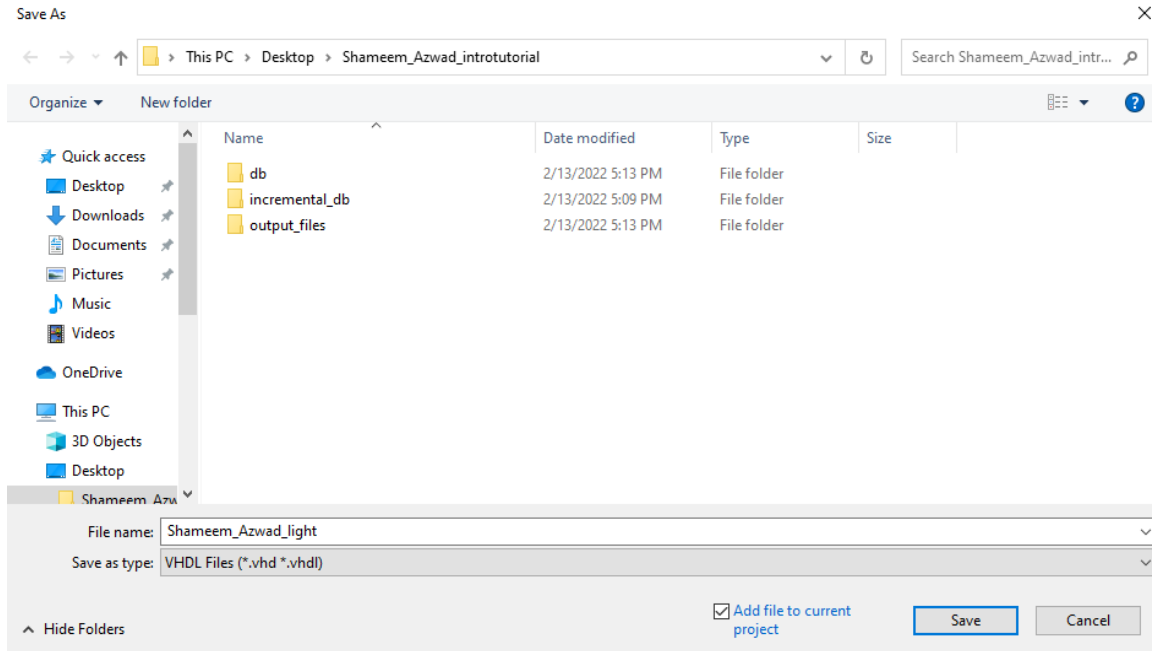 Save As
This PC > Desktop > Shameem_Azwad_introtutorial
Search Shameem_Azwad_intr...
Organize
New folder
?
Name
Date modified
Type
Size
Quick access
Desktop
Downloads
Documents
Pictures
Music
Videos
OneDrive
This PC
3D Objects
Desktop
Shameem_Azw
db 2/13/2022 5:13 PM File folder
incremental_db 2/13/2022 5:09 PM File folder
output_files 2/13/2022 5:13 PM File folder
File name: Shameem_Azwad_light
Save as type: VHDL Files (*.vhd *.vhdl)
Hide Folders
Add file to current
project
Save
Cancel